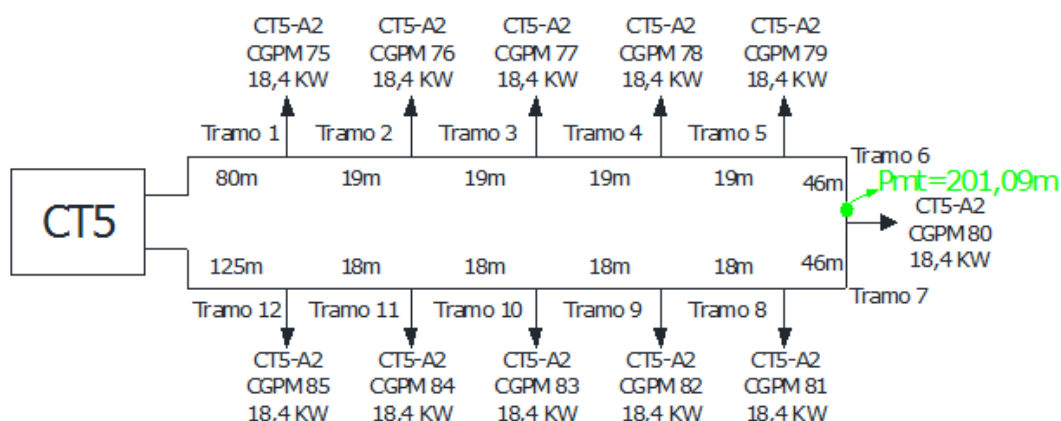 CT5-A2 CT5-A2 CT5-A2 CT5-A2 CT5-A2
CGPM 75 CGPM 76 CGPM 77 CGPM 78 CGPM 79
18,4 KW 18,4 KW 18,4 KW 18,4 KW 18,4 KW
Tramo 1 Tramo 2 Tramo 3 Tramo 4 Tramo 5
Tramo 6
80m 19m 19m 19m 19m 46m
Pmt=201,09m
CT5
CT5-A2
CGPM 80
18,4 KW
125m 18m 18m 18m 18m 46m
Tramo 7
Tramo 12 Tramo 11 Tramo 10 Tramo 9 Tramo 8
CT5-A2 CT5-A2 CT5-A2 CT5-A2 CT5-A2
CGPM 85 CGPM 84 CGPM 83 CGPM 82 CGPM 81
18,4 KW 18,4 KW 18,4 KW 18,4 KW 18,4 KW